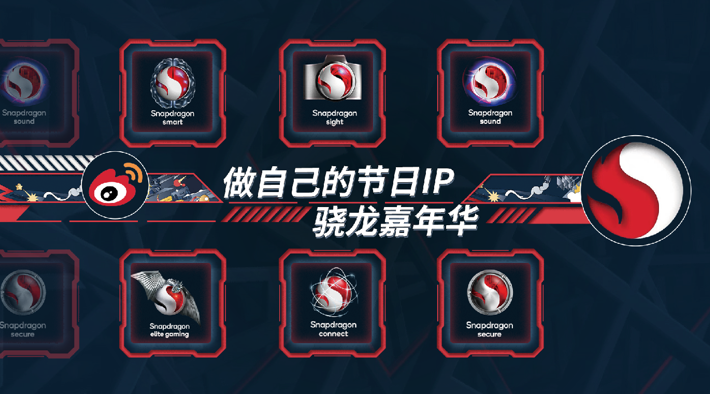 Snapdragon
sound
Snapdragon
smart
Snapdragon
sight
Snapdragon
sound
做自己的节日IP
骁龙嘉年华
Snapdragon
secure
Snapdragon
elite gaming
Snapdragon
connect
Snapdragon
secure